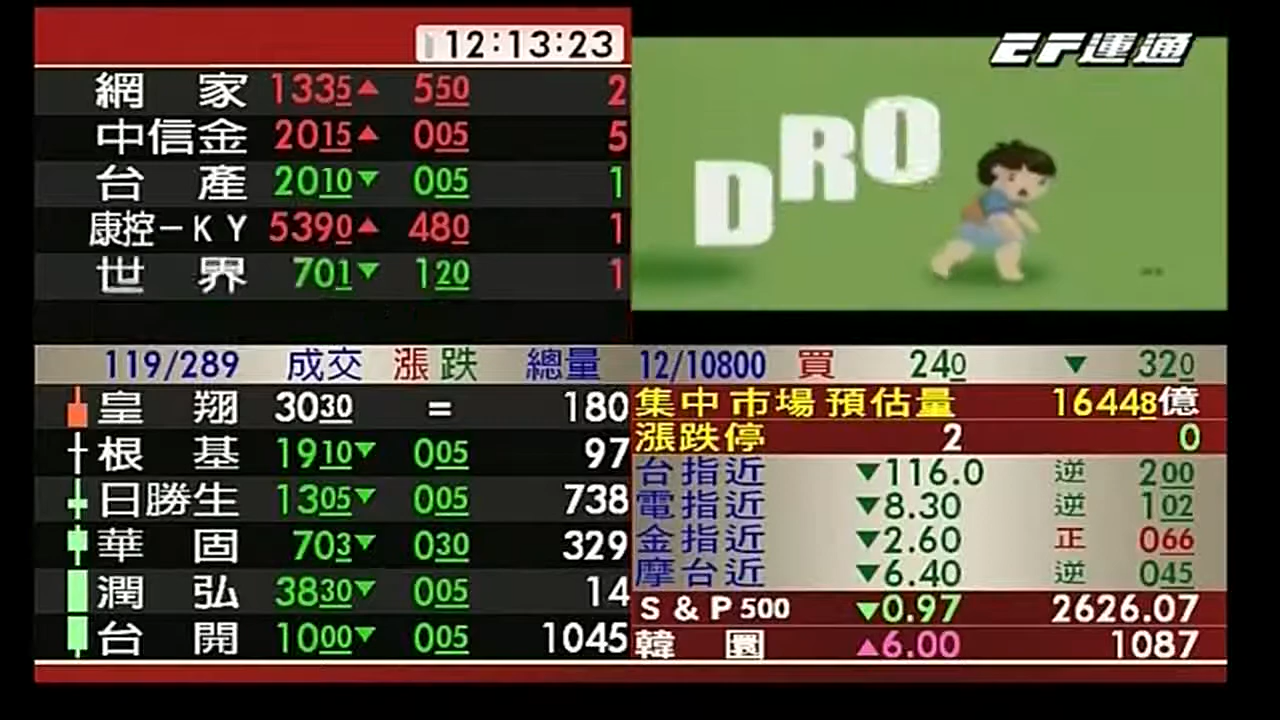 12:13:23
網家 1335▲ 550 2
中信金 2015▲ 005 5
台產 2010▼ 005 1
康控-KY 5390▲ 480 1
世界 701▼ 120 1
EF運通
DRO
119/289 成交 漲跌 總量
皇翔 3030 = 180
根基 1910▼ 005 97
日勝生 1305▼ 005 738
華固 703▼ 030 329
潤弘 3830▼ 005 14
台開 1000▼ 005 1045
12/10800 買 240 ▼ 320
集中市場預估量 16448億
漲跌停 2 0
台指近 ▼116.0 逆 200
電指近 ▼8.30 逆 102
金指近 ▼2.60 正 066
摩台近 ▼6.40 逆 045
S&P500 ▼0.97 2626.07
韓圜 ▲6.00 1087